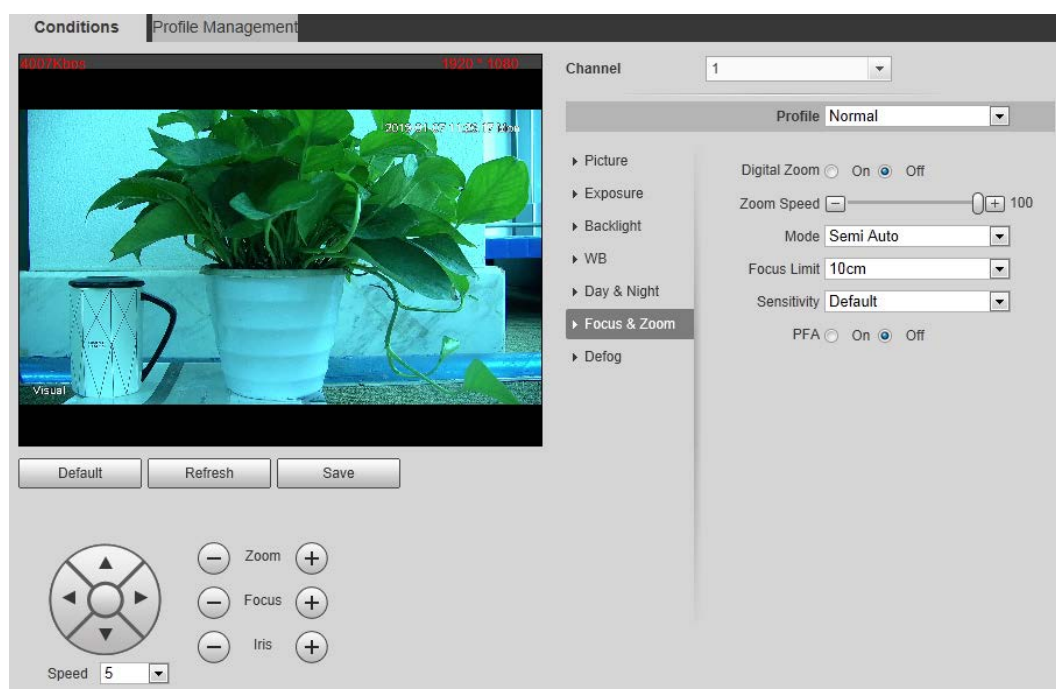 Conditions Profile Management
4007Kbps 1920 * 1080
Visual
Default Refresh Save
Zoom
Focus
Iris
Speed 5
Channel 1
Profile Normal
Picture
Exposure
Backlight
WB
Day & Night
Focus & Zoom
Defog
Digital Zoom On Off
Zoom Speed 100
Mode Semi Auto
Focus Limit 10cm
Sensitivity Default
PFA On Off